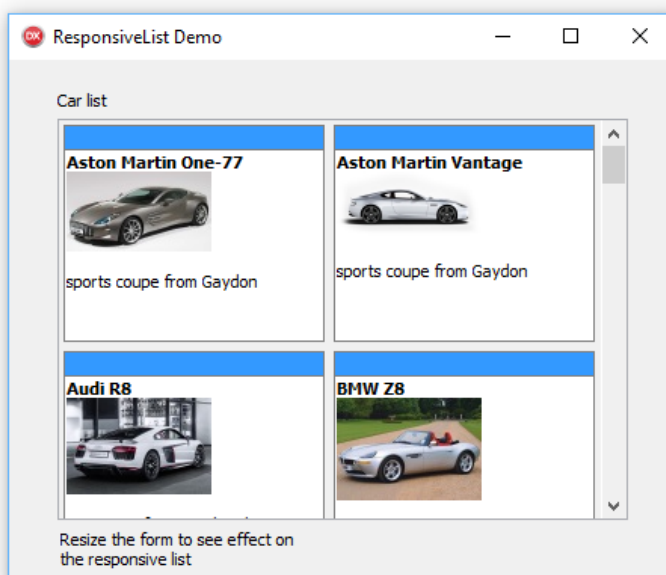 DX ResponsiveList Demo
Car list
Aston Martin One-77
Aston Martin Vantage
sports coupe from Gaydon
sports coupe from Gaydon
Audi R8
BMW Z8
Resize the form to see effect on
the responsive list